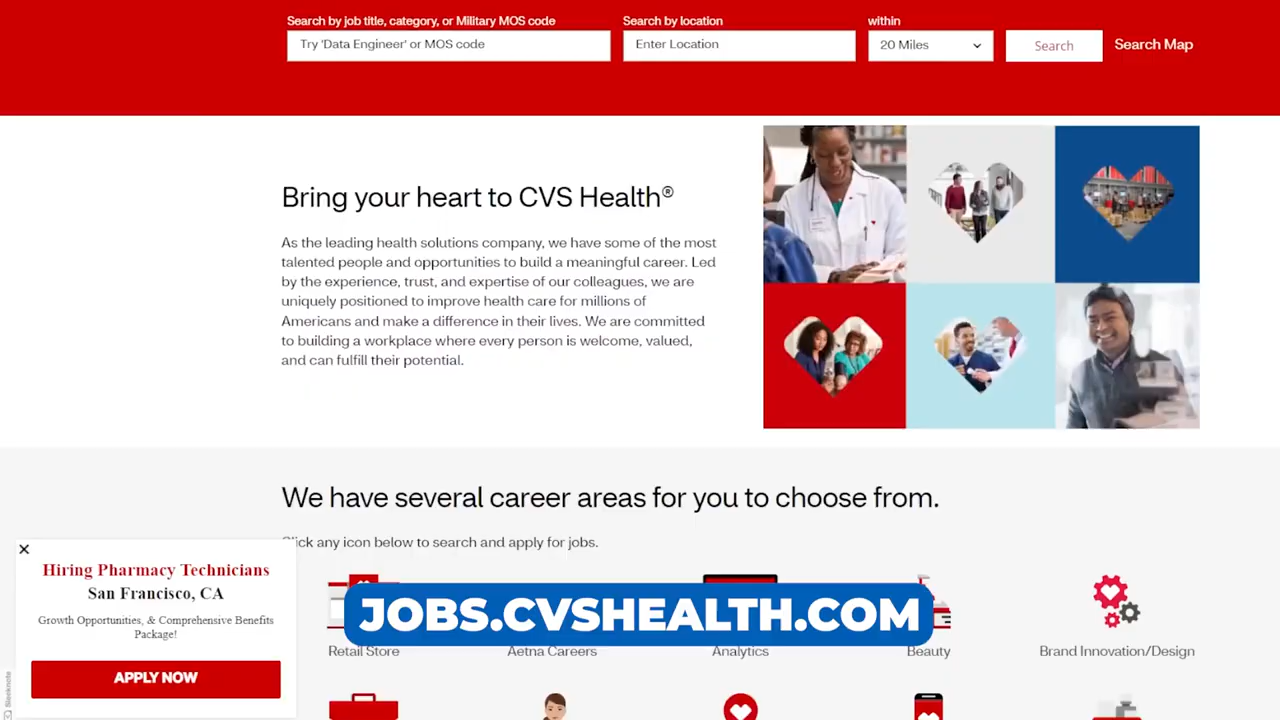 Search by job title, category, or Military MOS code
Search by location
within
Try 'Data Engineer' or MOS code
Enter Location
20 Miles
Search
Search Map
Bring your heart to CVS Health®
As the leading health solutions company, we have some of the most
talented people and opportunities to build a meaningful career. Led
by the experience, trust, and expertise of our colleagues, we are
uniquely positioned to improve health care for millions of
Americans and make a difference in their lives. We are committed
to building a workplace where every person is welcome, valued,
and can fulfill their potential.
We have several career areas for you to choose from.
Click any icon below to search and apply for jobs.
Hiring Pharmacy Technicians
San Francisco, CA
Growth Opportunities, & Comprehensive Benefits
Package!
APPLY NOW
JOBS.CVSHEALTH.COM
Retail Store
Aetna Careers
Analytics
Beauty
Brand Innovation/Design
Sleeknote